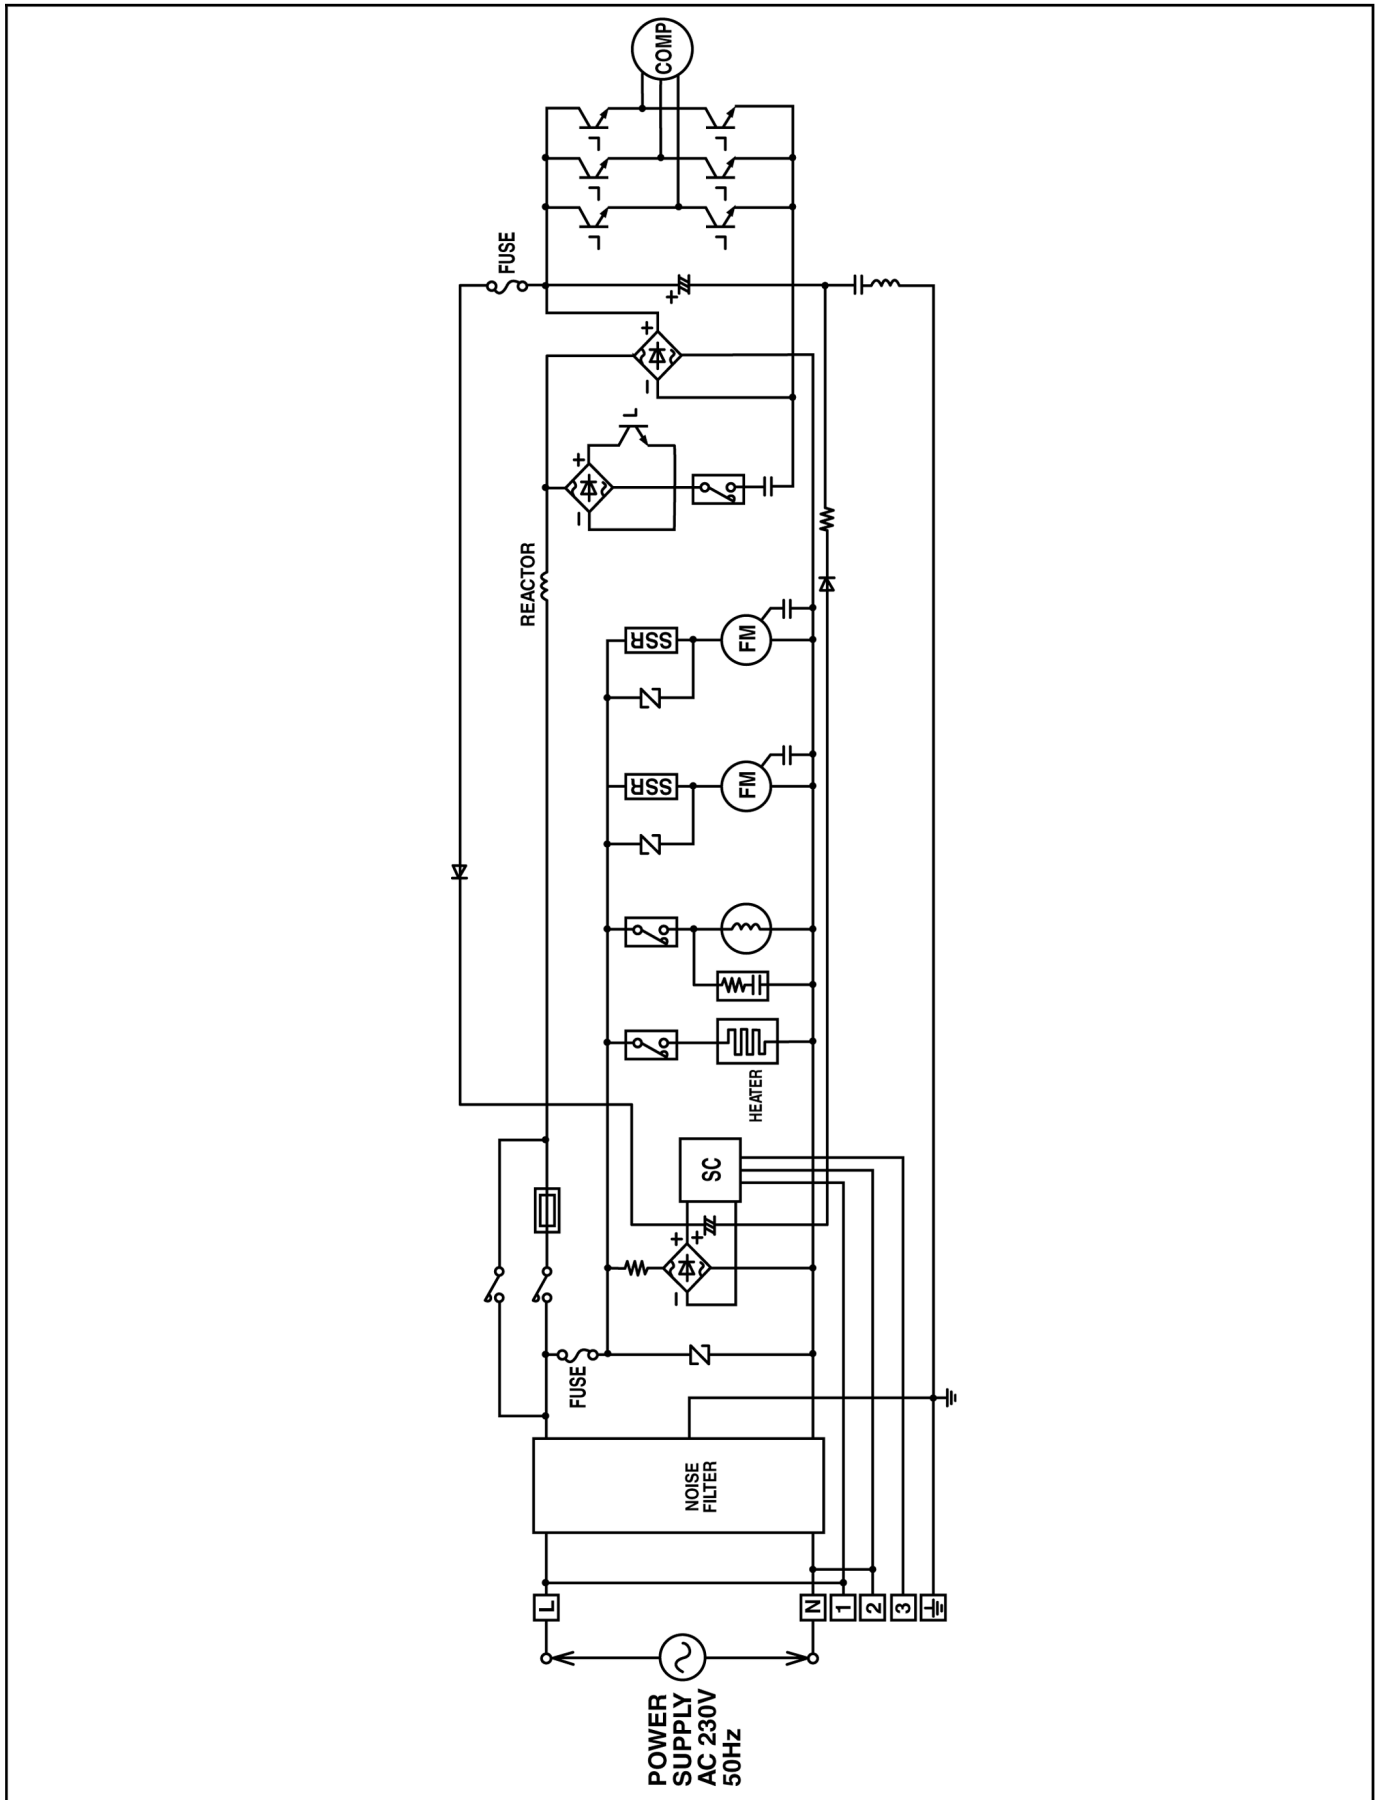 COMP
FUSE
+
+
−
L
+
−
REACTOR
SSR
FM
SSR
FM
HEATER
SC
+
+
−
FUSE
NOISE
FILTER
L
N
1
2
3
POWER
SUPPLY
AC 230V
50Hz